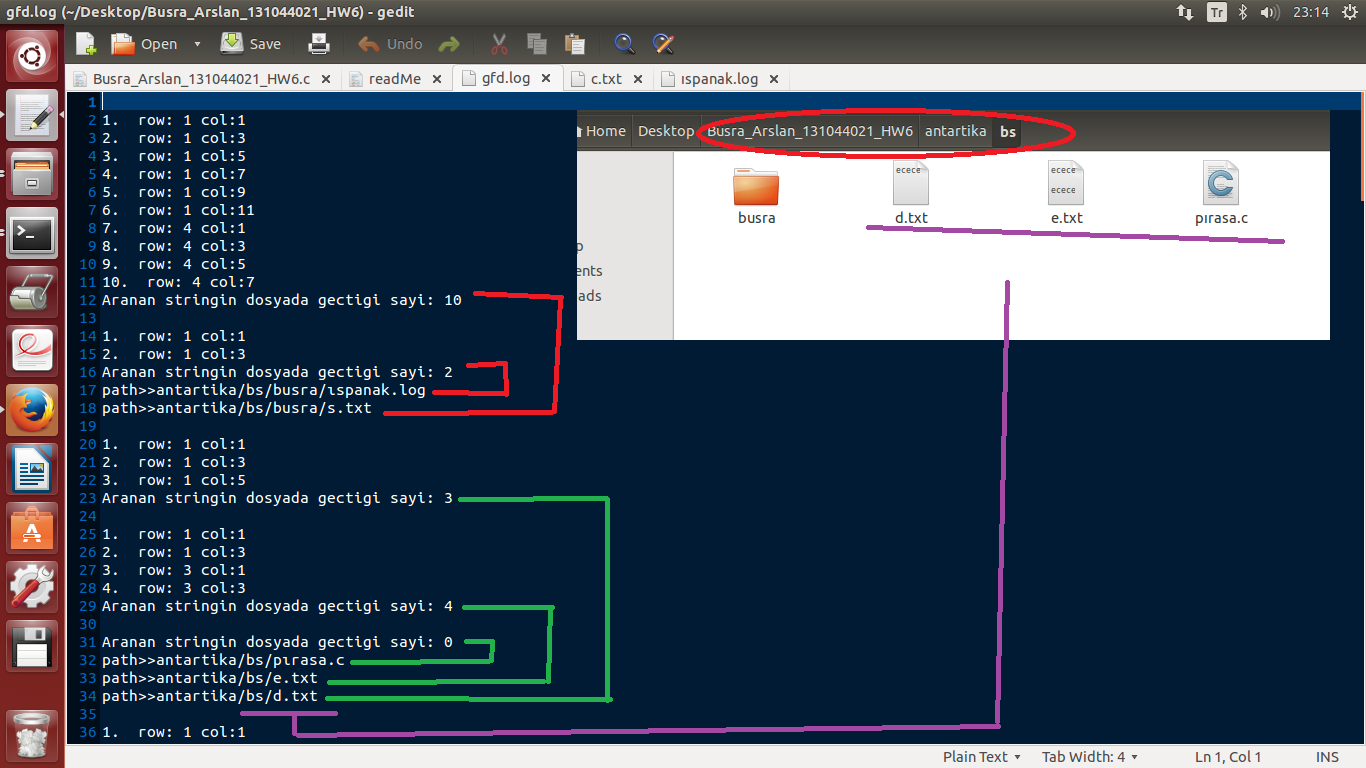 gfd.log (~/Desktop/Busra_Arslan_131044021_HW6) - gedit
Tr
23:14
Open
Save
Undo
Busra_Arslan_131044021_HW6.c
readMe
gfd.log
c.txt
ıspanak.log
1
2 1.  row: 1 col:1
3 2.  row: 1 col:3
4 3.  row: 1 col:5
5 4.  row: 1 col:7
6 5.  row: 1 col:9
7 6.  row: 1 col:11
8 7.  row: 4 col:1
9 8.  row: 4 col:3
10 9.  row: 4 col:5
11 10.  row: 4 col:7
12 Aranan stringin dosyada gectigi sayi: 10
13
14 1.  row: 1 col:1
15 2.  row: 1 col:3
16 Aranan stringin dosyada gectigi sayi: 2
17 path>>antartika/bs/busra/ıspanak.log
18 path>>antartika/bs/busra/s.txt
19
20 1.  row: 1 col:1
21 2.  row: 1 col:3
22 3.  row: 1 col:5
23 Aranan stringin dosyada gectigi sayi: 3
24
25 1.  row: 1 col:1
26 2.  row: 1 col:3
27 3.  row: 3 col:1
28 4.  row: 3 col:3
29 Aranan stringin dosyada gectigi sayi: 4
30
31 Aranan stringin dosyada gectigi sayi: 0
32 path>>antartika/bs/pırasa.c
33 path>>antartika/bs/e.txt
34 path>>antartika/bs/d.txt
35
36 1.  row: 1 col:1
Home
Desktop
Busra_Arslan_131044021_HW6
antartika
bs
ecece
ecece
ecece
busra
d.txt
e.txt
pırasa.c
p
ents
ads
Plain Text
Tab Width: 4
Ln 1, Col 1
INS